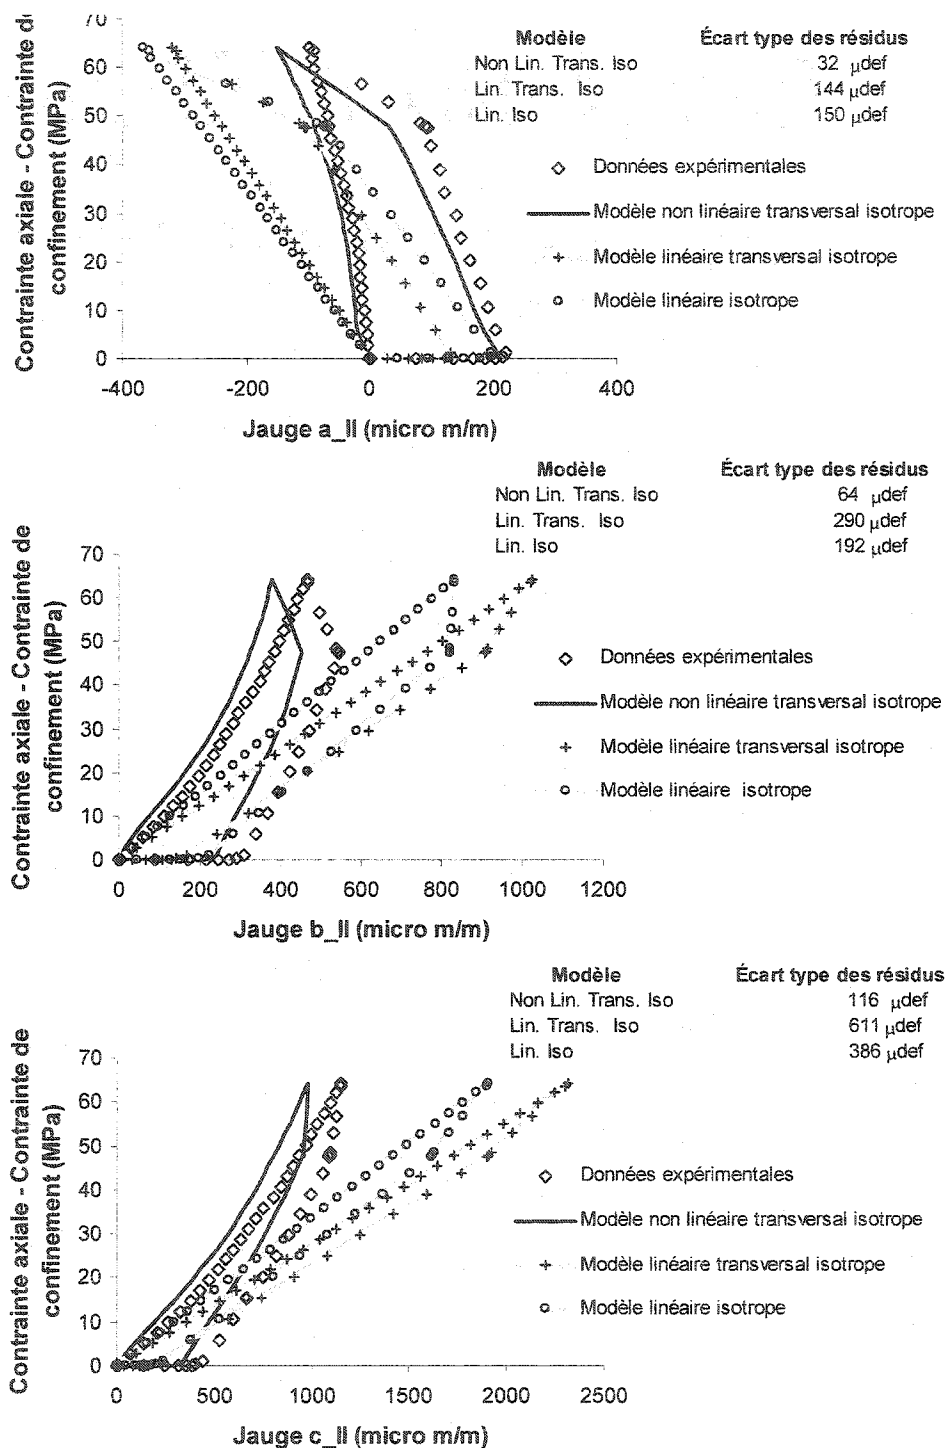 Contrainte axiale - Contrainte de
confinement (MPa)
70
60
50
40
30
20
10
0
-400
-200
0
200
400
Jauge a_II (micro m/m)
Modèle Écart type des résidus
Non Lin. Trans. Iso 32 μdef
Lin. Trans. Iso 144 μdef
Lin. Iso 150 μdef
Données expérimentales
Modèle non linéaire transversal isotrope
Modèle linéaire transversal isotrope
Modèle linéaire isotrope
Contrainte axiale - Contrainte de
confinement (MPa)
70
60
50
40
30
20
10
0
0
200
400
600
800
1000
1200
Jauge b_II (micro m/m)
Modèle Écart type des résidus
Non Lin. Trans. Iso 64 μdef
Lin. Trans. Iso 290 μdef
Lin. Iso 192 μdef
Données expérimentales
Modèle non linéaire transversal isotrope
Modèle linéaire transversal isotrope
Modèle linéaire isotrope
Contrainte axiale - Contrainte de
confinement (MPa)
70
60
50
40
30
20
10
0
0
500
1000
1500
2000
2500
Jauge c_II (micro m/m)
Modèle Écart type des résidus
Non Lin. Trans. Iso 116 μdef
Lin. Trans. Iso 611 μdef
Lin. Iso 386 μdef
Données expérimentales
Modèle non linéaire transversal isotrope
Modèle linéaire transversal isotrope
Modèle linéaire isotrope